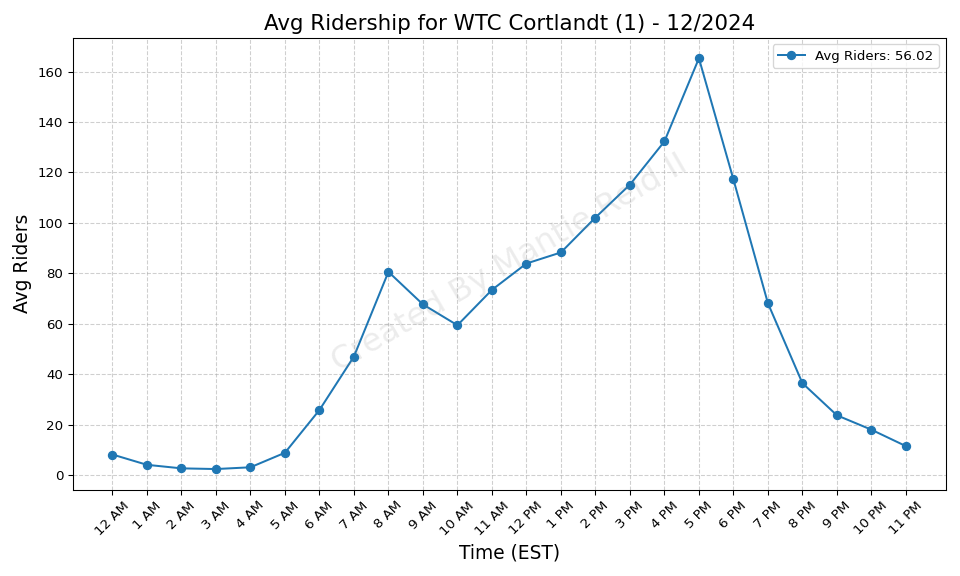 Avg Ridership for WTC Cortlandt (1) - 12/2024
Avg Riders: 56.02
Avg Riders
160
140
120
100
80
60
40
20
0
12 AM
1 AM
2 AM
3 AM
4 AM
5 AM
6 AM
7 AM
8 AM
9 AM
10 AM
11 AM
12 PM
1 PM
2 PM
3 PM
4 PM
5 PM
6 PM
7 PM
8 PM
9 PM
10 PM
11 PM
Time (EST)
Created By Mantie Reid II